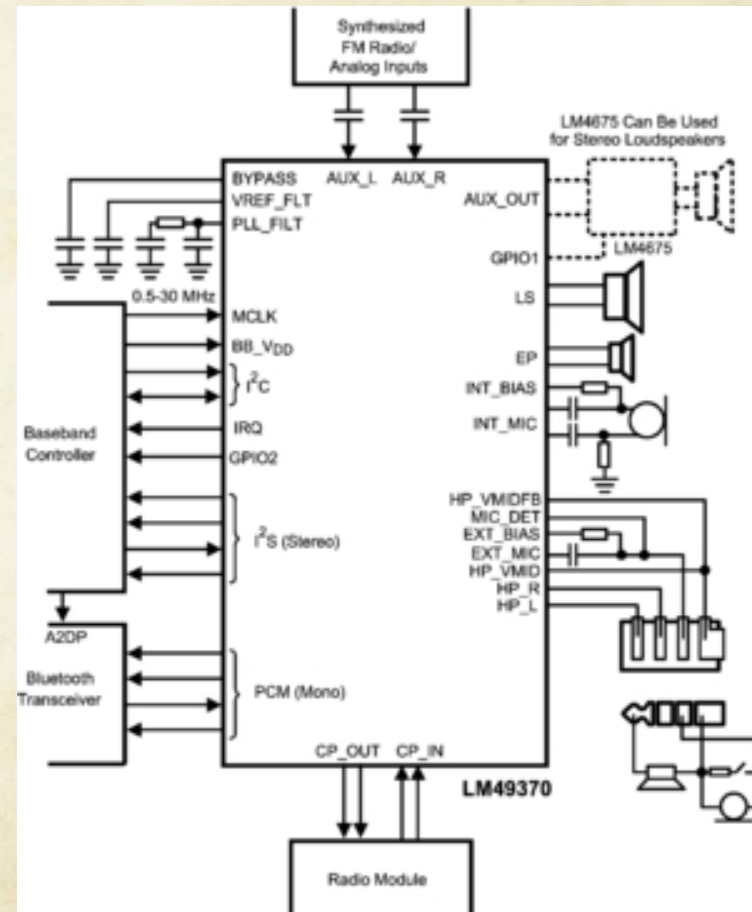 Synthesized
FM Radio/
Analog Inputs
LM4675 Can Be Used
for Stereo Loudspeakers
BYPASS
AUX_L
AUX_R
VREF_FLT
AUX_OUT
PLL_FILT
LM4675
GPIO1
0.5-30 MHz
LS
MCLK
BB_VDD
EP
I²C
INT_BIAS
IRQ
INT_MIC
Baseband
Controller
GPIO2
HP_VMIDFB
MIC_DET
EXT_BIAS
I²S (Stereo)
EXT_MIC
HP_VMID
HP_R
HP_L
A2DP
Bluetooth
Transceiver
PCM (Mono)
CP_OUT
CP_IN
LM49370
Radio Module